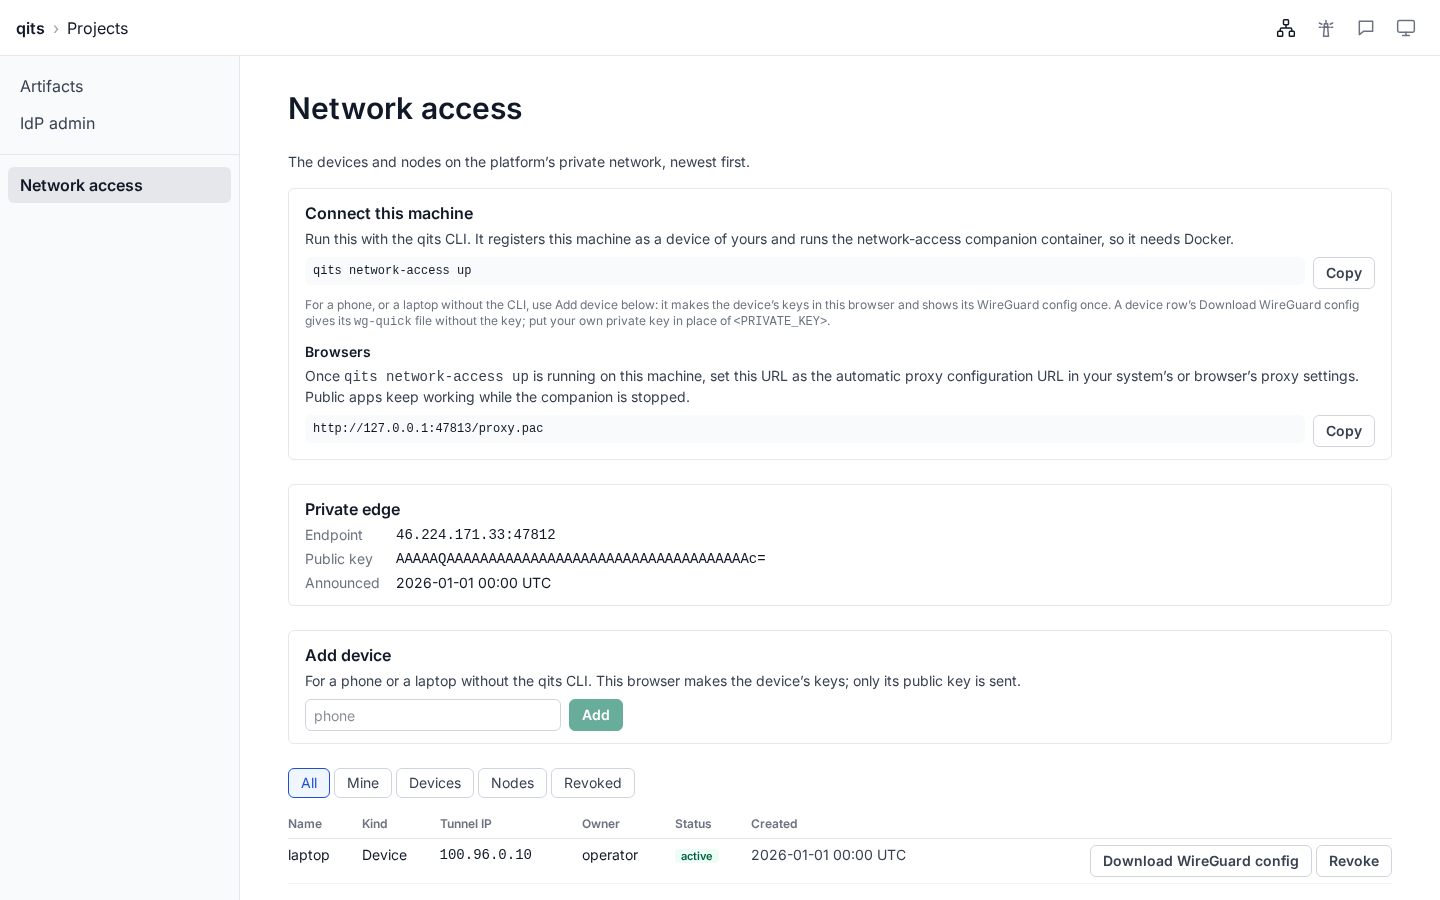 qits › Projects
Artifacts
IdP admin
Network access
Network access
The devices and nodes on the platform’s private network, newest first.
Connect this machine
Run this with the qits CLI. It registers this machine as a device of yours and runs the network-access companion container, so it needs Docker.
qits network-access up
Copy
For a phone, or a laptop without the CLI, use Add device below: it makes the device’s keys in this browser and shows its WireGuard config once. A device row’s Download WireGuard config
gives its wg-quick file without the key; put your own private key in place of <PRIVATE_KEY>.
Browsers
Once qits network-access up is running on this machine, set this URL as the automatic proxy configuration URL in your system’s or browser’s proxy settings.
Public apps keep working while the companion is stopped.
http://127.0.0.1:47813/proxy.pac
Copy
Private edge
Endpoint 46.224.171.33:47812
Public key AAAAAQAAAAAAAAAAAAAAAAAAAAAAAAAAAAAAAAAAAAc=
Announced 2026-01-01 00:00 UTC
Add device
For a phone or a laptop without the qits CLI. This browser makes the device’s keys; only its public key is sent.
phone
Add
All Mine Devices Nodes Revoked
Name Kind Tunnel IP Owner Status Created
laptop Device 100.96.0.10 operator active 2026-01-01 00:00 UTC Download WireGuard config Revoke